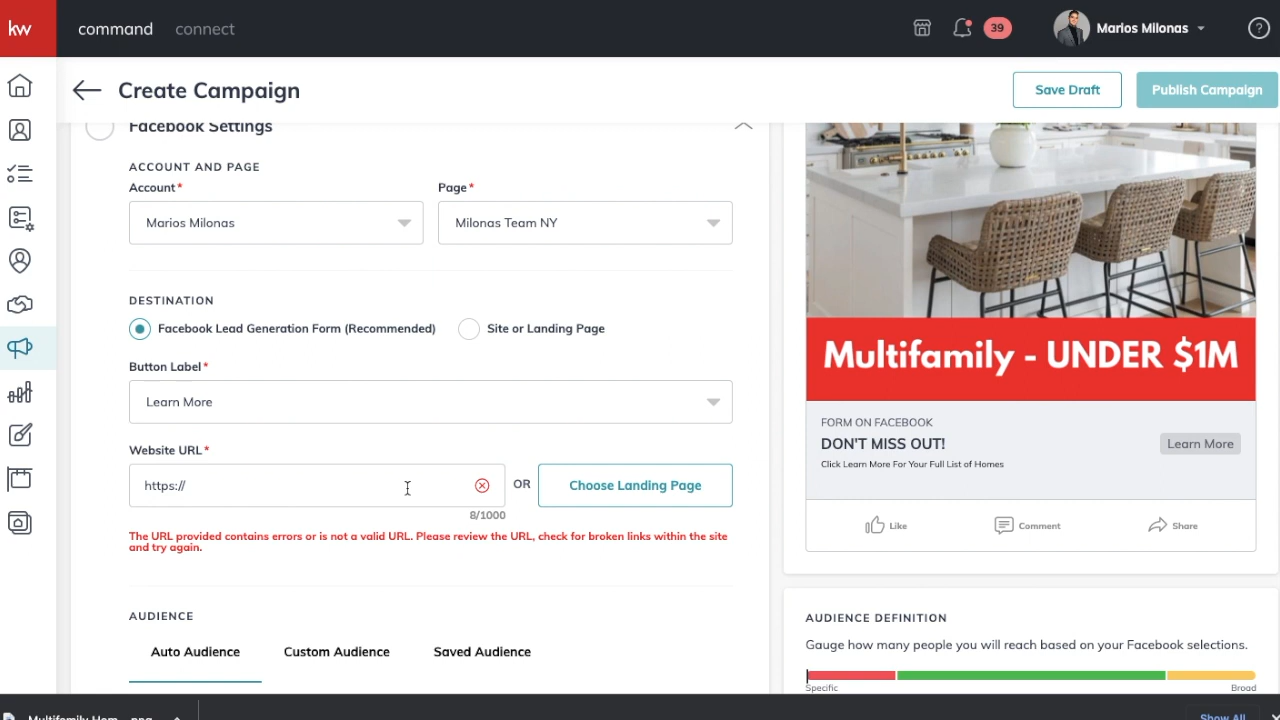 kw
command
connect
39
Marios Milonas
?
Create Campaign
Save Draft
Publish Campaign
Facebook Settings
ACCOUNT AND PAGE
Account*
Page*
Marios Milonas
Milonas Team NY
DESTINATION
Facebook Lead Generation Form (Recommended)
Site or Landing Page
Button Label*
Learn More
Website URL*
https://
OR
Choose Landing Page
8/1000
The URL provided contains errors or is not a valid URL. Please review the URL, check for broken links within the site
and try again.
AUDIENCE
Auto Audience
Custom Audience
Saved Audience
Multifamily - UNDER $1M
FORM ON FACEBOOK
DON'T MISS OUT!
Learn More
Click Learn More For Your Full List of Homes
Like
Comment
Share
AUDIENCE DEFINITION
Gauge how many people you will reach based on your Facebook selections.
Specific
Broad
Multifamily Hom....png
Show All